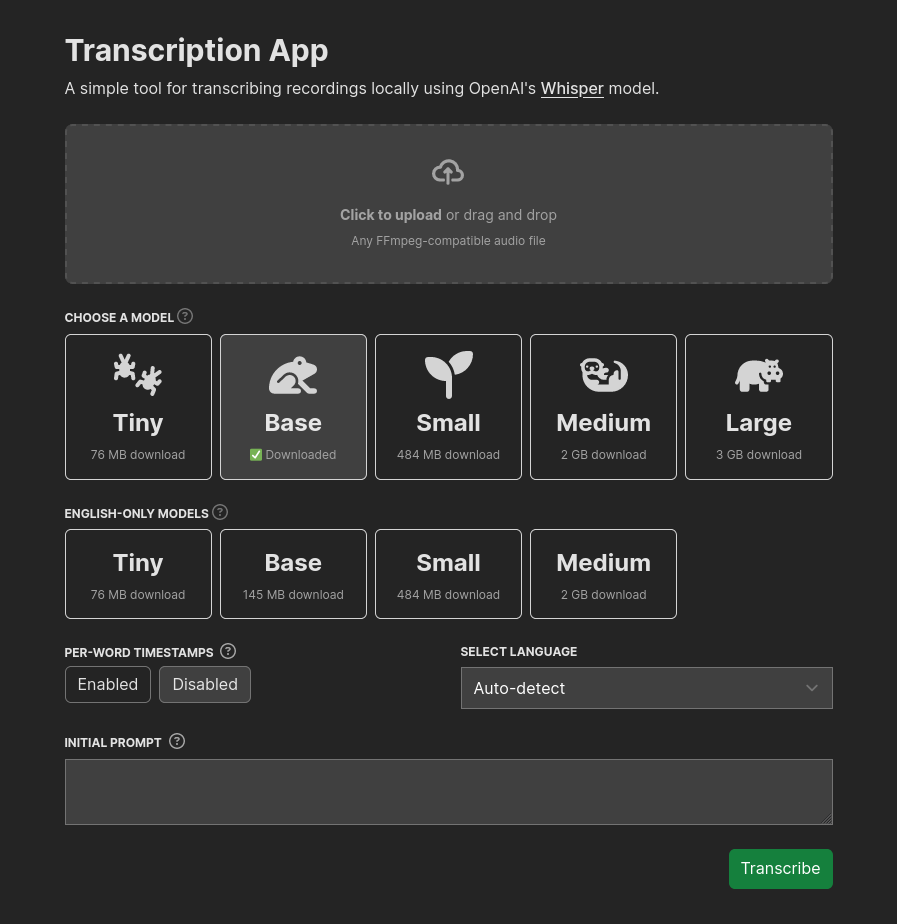 Transcription App
A simple tool for transcribing recordings locally using OpenAI's Whisper model.
Click to upload or drag and drop
Any FFmpeg-compatible audio file
CHOOSE A MODEL ?
Tiny
76 MB download
Base
✅ Downloaded
Small
484 MB download
Medium
2 GB download
Large
3 GB download
ENGLISH-ONLY MODELS ?
Tiny
76 MB download
Base
145 MB download
Small
484 MB download
Medium
2 GB download
PER-WORD TIMESTAMPS ?
Enabled
Disabled
SELECT LANGUAGE
Auto-detect
INITIAL PROMPT ?
Transcribe